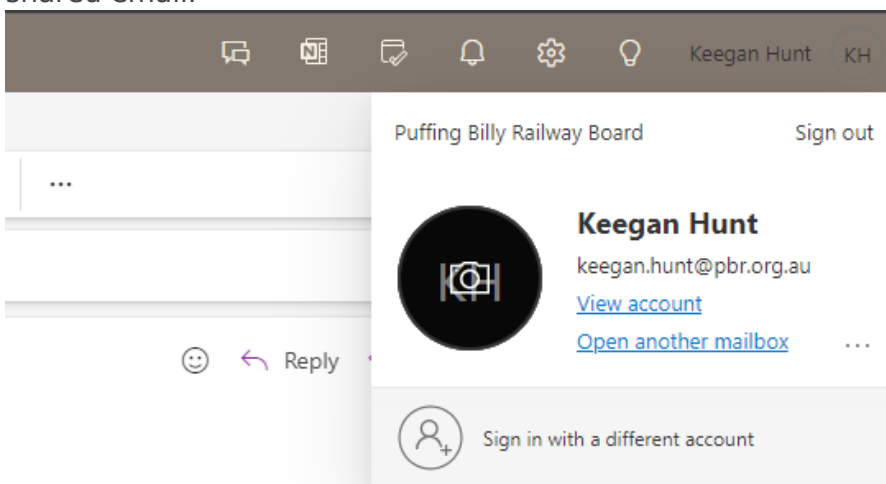 shared email.
Keegan Hunt KH
Puffing Billy Railway Board Sign out
...
KH
Keegan Hunt
keegan.hunt@pbr.org.au
View account
Open another mailbox ...
Reply
Sign in with a different account